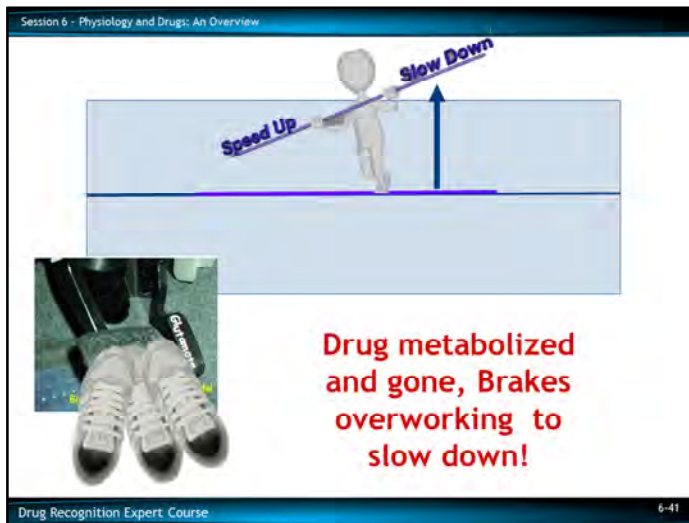 Session 6 - Physiology and Drugs: An Overview
Slow Down
Speed Up
Glutamate
Drug metabolized
and gone, Brakes
overworking to
slow down!
Drug Recognition Expert Course
6-41